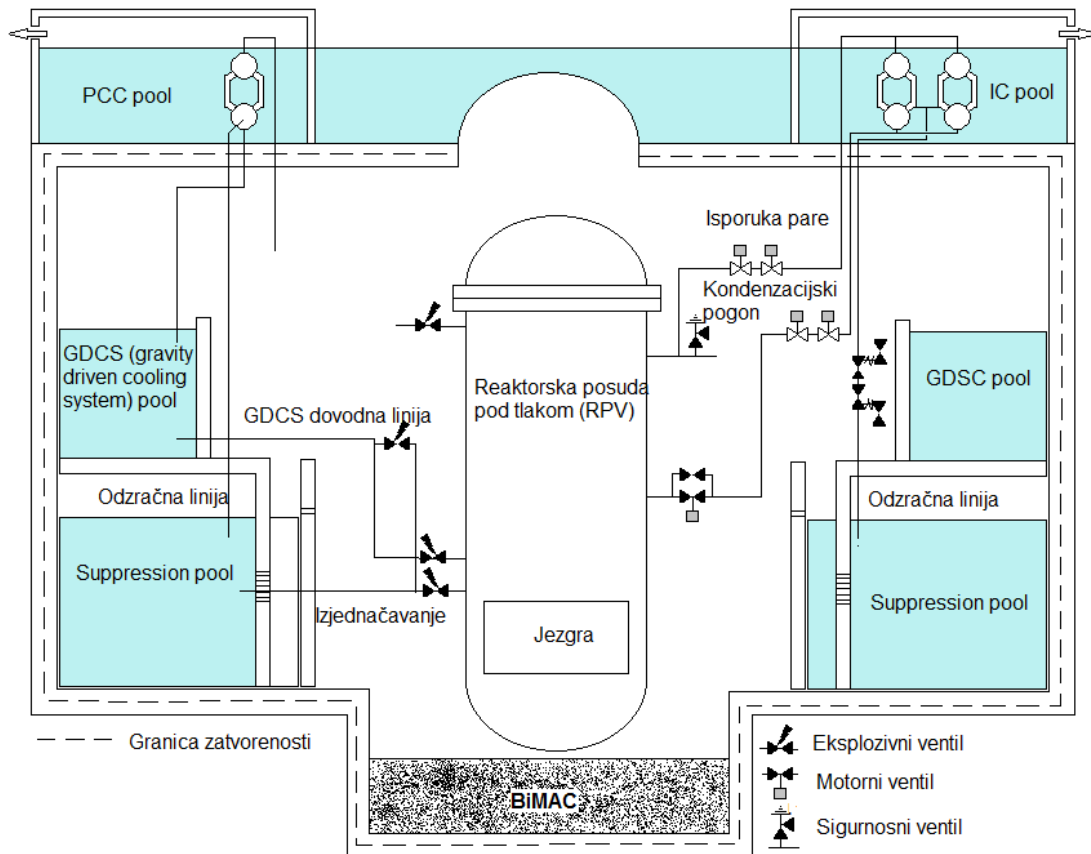 PCC pool
IC pool
Isporuka pare
Kondenzacijski
pogon
GDCS (gravity
driven cooling
system) pool
Reaktorska posuda
pod tlakom (RPV)
GDSC pool
GDCS dovodna linija
Odzračna linija
Odzračna linija
Suppression pool
Suppression pool
Izjednačavanje
Jezgra
Granica zatvorenosti
Eksplozivni ventil
Motorni ventil
BiMAC
Sigurnosni ventil